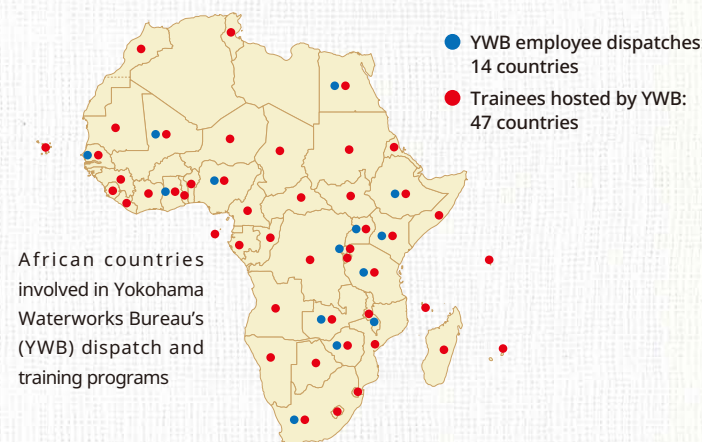 YWB employee dispatches
14 countries
Trainees hosted by YWB:
47 countries
African countries
involved in Yokohama
Waterworks Bureau's
(YWB) dispatch and
training programs